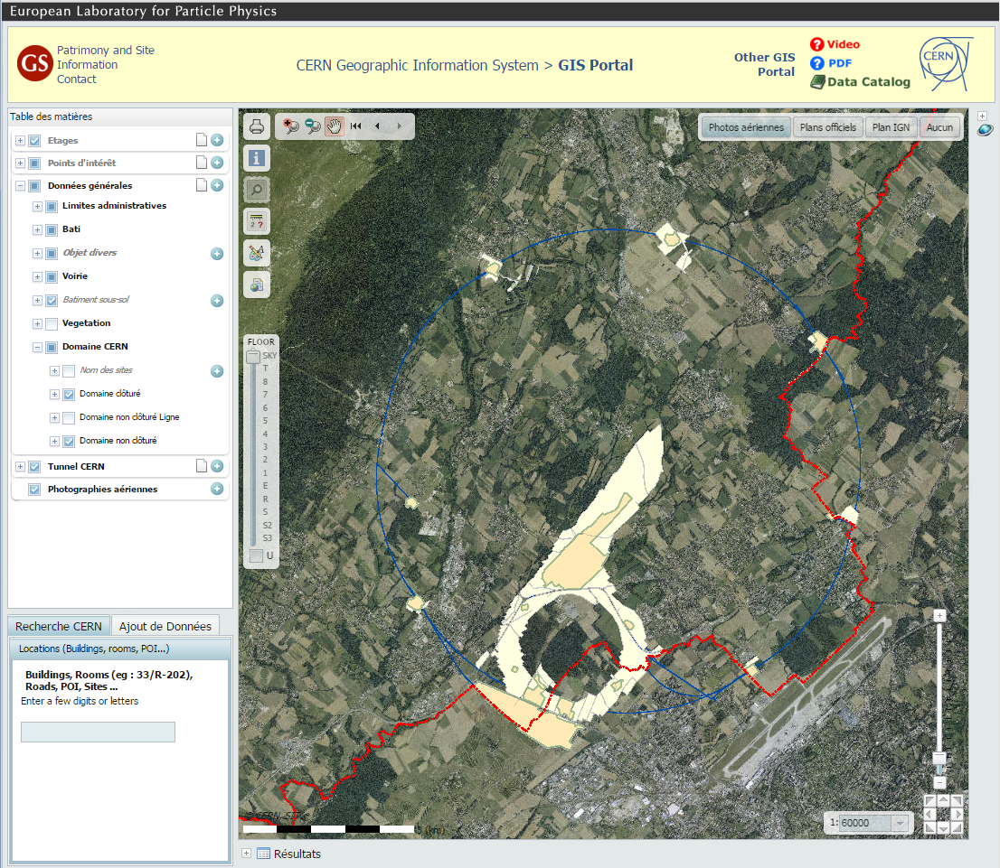 European Laboratory for Particle Physics
GS
Patrimony and Site
Information
Contact
CERN Geographic Information System > GIS Portal
Other GIS
Portal
? Video
? PDF
Data Catalog
CERN
Table des matières
Etages
Points d'intérêt
Données générales
Limites administratives
Bati
Objet divers
Voirie
Batiment sous-sol
Vegetation
Domaine CERN
Nom des sites
Domaine clôturé
Domaine non clôturé Ligne
Domaine non clôturé
Tunnel CERN
Photographies aériennes
Recherche CERN
Ajout de Données
Locations (Buildings, rooms, POI...)
Buildings, Rooms (eg : 33/R-202),
Roads, POI, Sites ...
Enter a few digits or letters
Photos aériennes
Plans officiels
Plan IGN
Aucun
FLOOR
SKY
T
8
7
6
5
4
3
2
1
E
R
S
S2
S3
U
(km)
1: 60000
Résultats